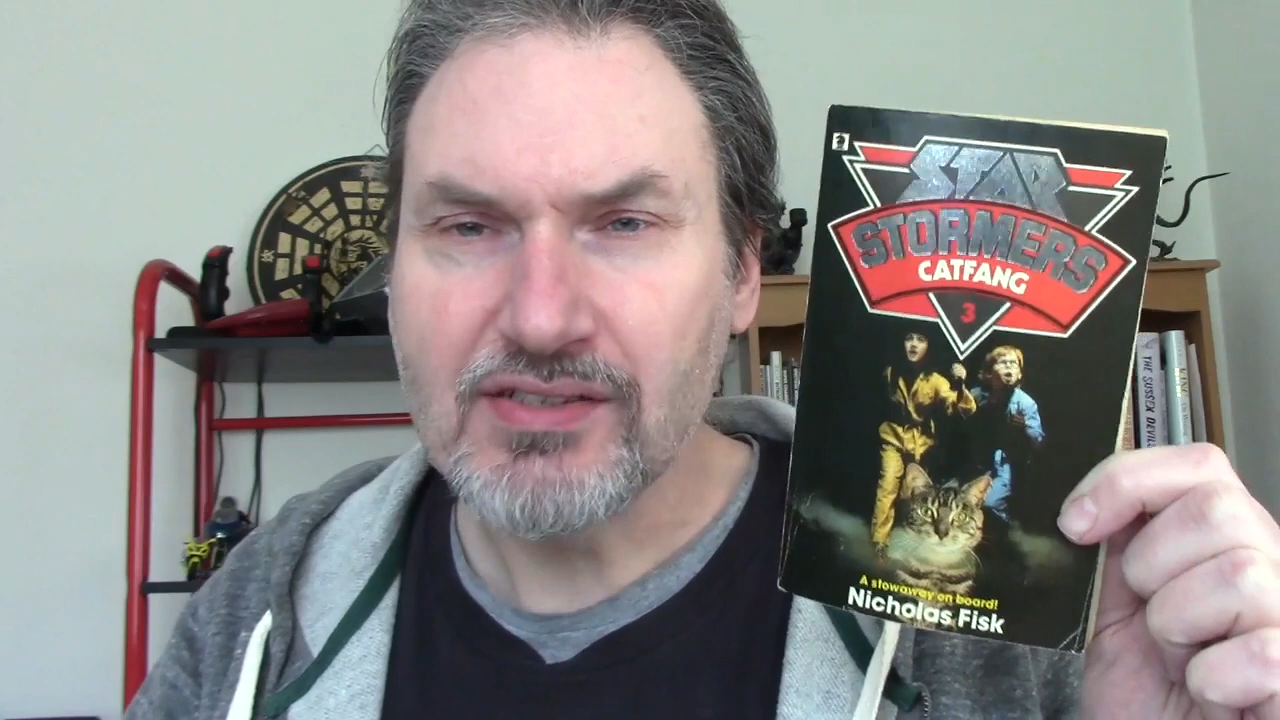 STAR
STORMERS
CATFANG
3
A stowaway on board!
Nicholas Fisk
THE SUSSEX DEVILS